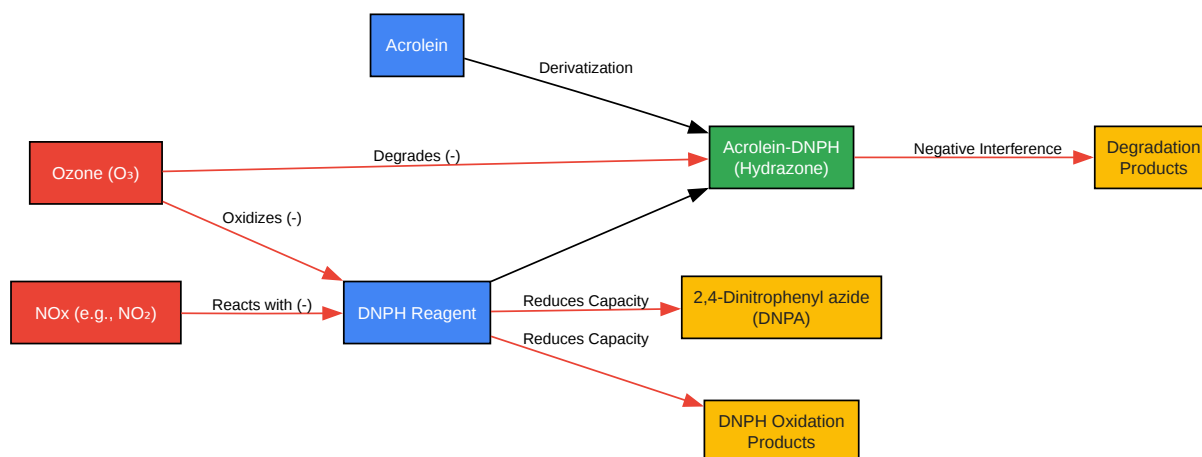 Acrolein
Derivatization
Ozone (O₃)
Degrades (-)
Acrolein-DNPH
(Hydrazone)
Negative Interference
Degradation
Products
Oxidizes (-)
NOx (e.g., NO₂)
Reacts with (-)
DNPH Reagent
Reduces Capacity
2,4-Dinitrophenyl azide
(DNPA)
Reduces Capacity
DNPH Oxidation
Products